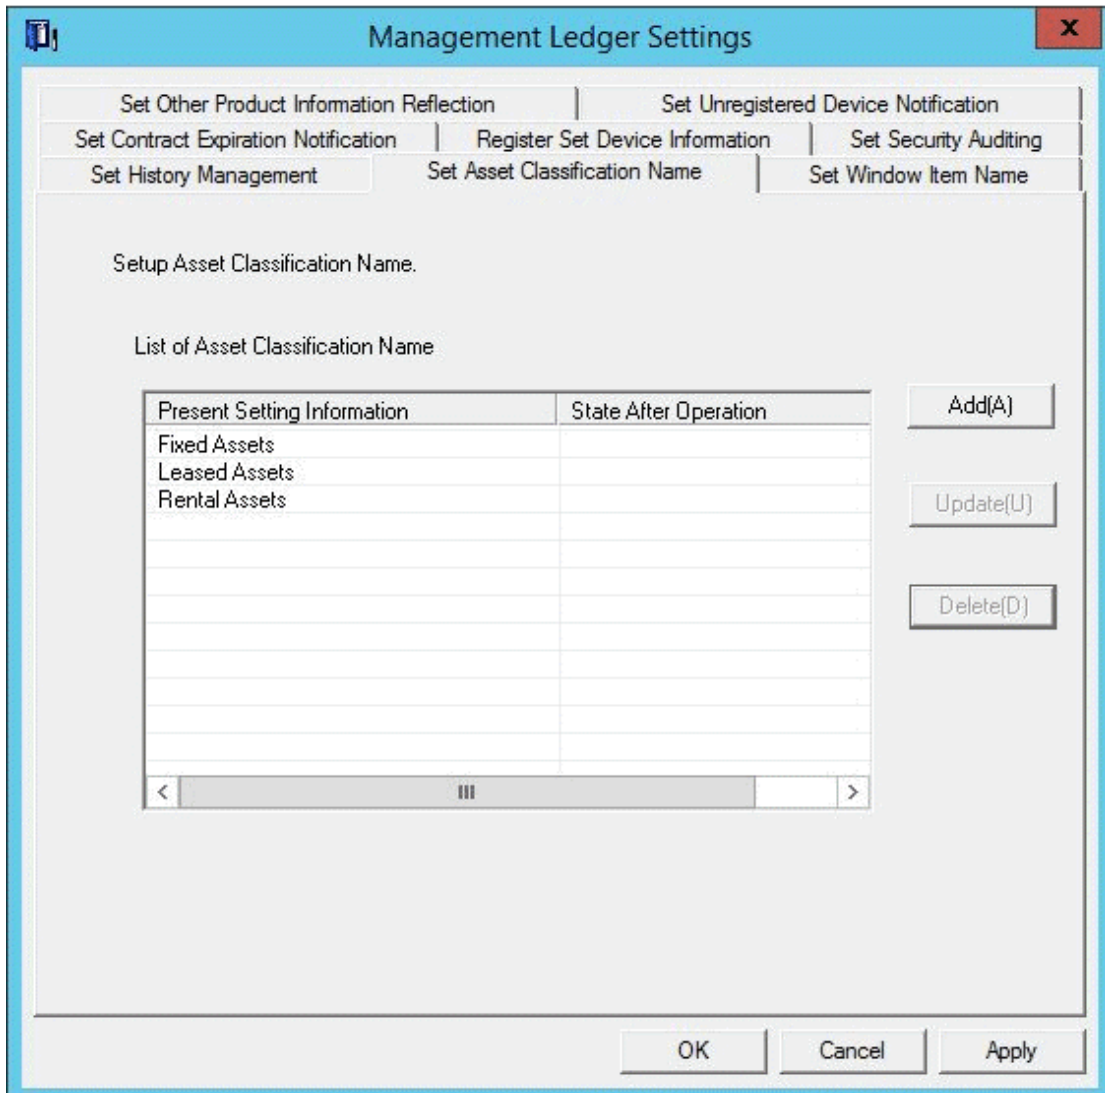 Management Ledger Settings
x
Set Other Product Information Reflection
Set Unregistered Device Notification
Set Contract Expiration Notification
Register Set Device Information
Set Security Auditing
Set History Management
Set Asset Classification Name
Set Window Item Name
Setup Asset Classification Name.
List of Asset Classification Name
Present Setting Information
State After Operation
Fixed Assets
Leased Assets
Rental Assets
Add(A)
Update(U)
Delete(D)
OK
Cancel
Apply